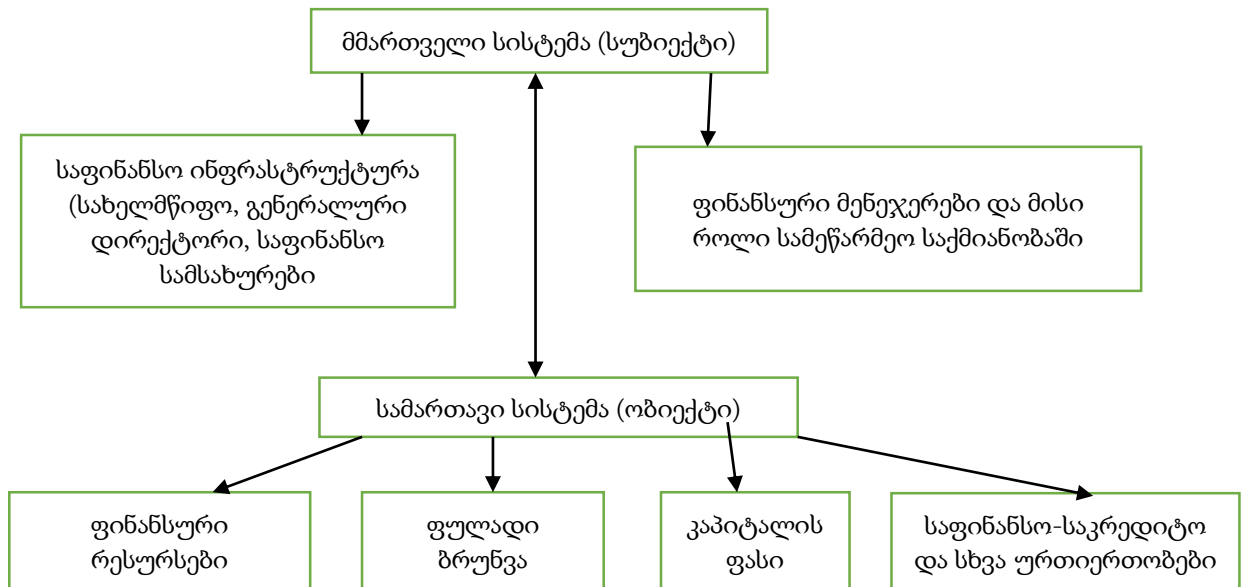 მმართველი სისტემა (სუბიექტი)
საფინანსო ინფრასტრუქტურა
(სახელმწიფო, გენერალური
დირექტორი, საფინანსო
სამსახურები
ფინანსური მენეჯერები და მისი
როლი სამეწარმეო საქმიანობაში
სამართავი სისტემა (ობიექტი)
ფინანსური
რესურსები
ფულადი
ბრუნვა
კაპიტალის
ფასი
საფინანსო-საკრედიტო
და სხვა ურთიერთობები